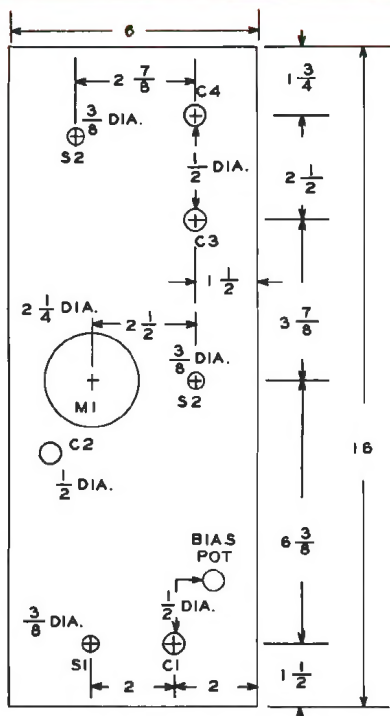 6
2 7/8
C4
1 3/4
3/8 DIA.
S2
1/2 DIA.
2 1/2
C3
1 1/2
2 1/4 DIA.
2 1/2
3 7/8
3/8 DIA.
M1
S2
16
C2
1/2 DIA.
BIAS
POT
6 3/8
1/2 DIA.
3/8 DIA.
S1
C1
2
2
1 1/2